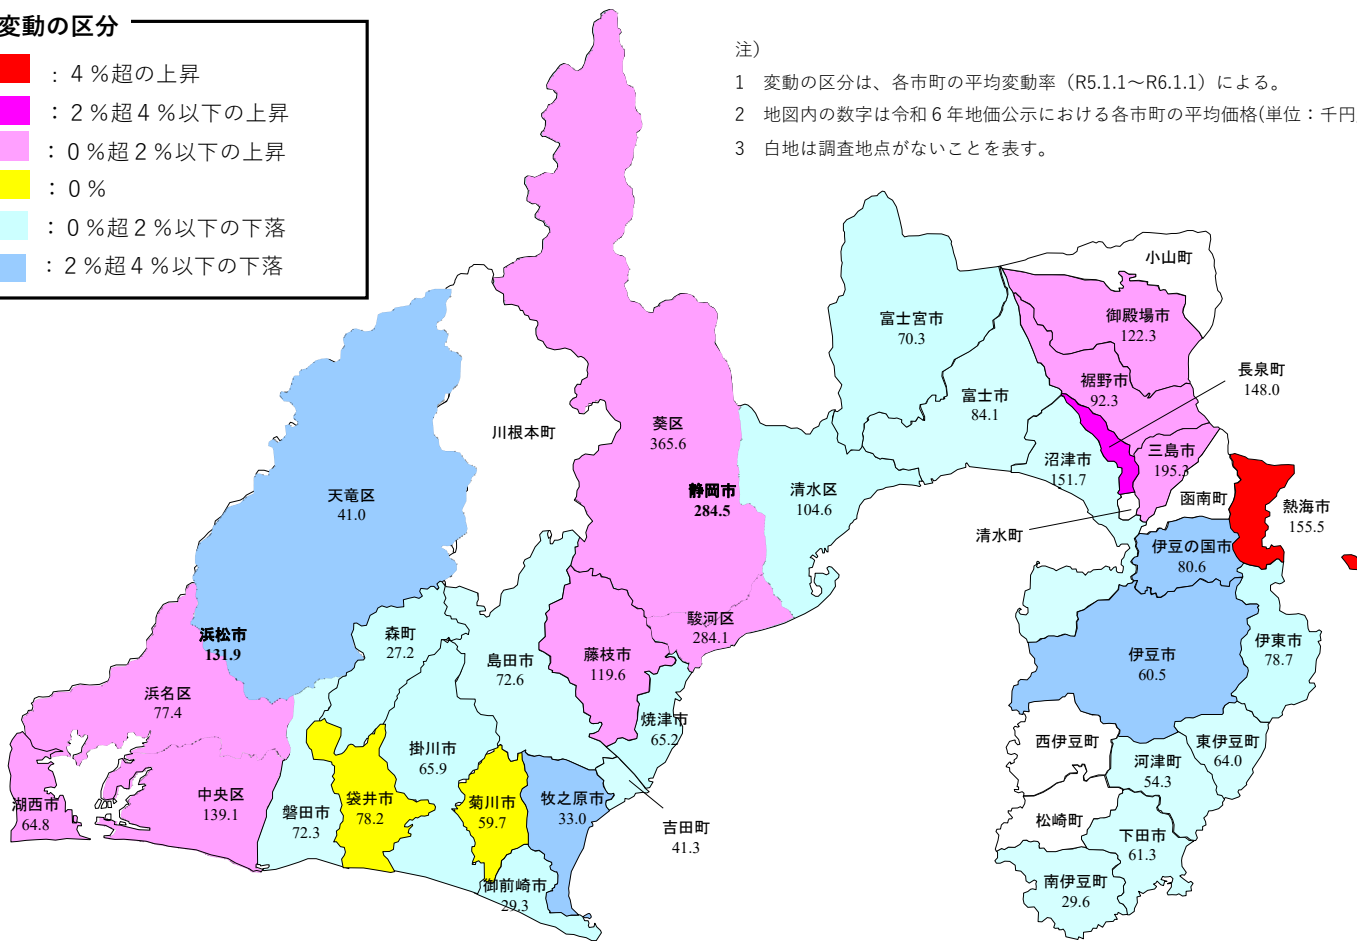 変動の区分
：４％超の上昇
：２％超４％以下の上昇
：０％超２％以下の上昇
：０％
：０％超２％以下の下落
：２％超４％以下の下落
注）
1　変動の区分は、各市町の平均変動率（R5.1.1～R6.1.1）による。
2　地図内の数字は令和６年地価公示における各市町の平均価格(単位：千円
3　白地は調査地点がないことを表す。
小山町
御殿場市
122.3
富士宮市
70.3
長泉町
148.0
裾野市
92.3
富士市
84.1
葵区
365.6
川根本町
三島市
195.3
沼津市
151.7
静岡市
284.5
清水区
104.6
天竜区
41.0
函南町
熱海市
155.5
清水町
伊豆の国市
80.6
駿河区
284.1
浜松市
131.9
森町
27.2
島田市
72.6
藤枝市
119.6
伊豆市
60.5
伊東市
78.7
浜名区
77.4
焼津市
65.2
掛川市
65.9
西伊豆町
東伊豆町
64.0
河津町
54.3
湖西市
64.8
中央区
139.1
磐田市
72.3
袋井市
78.2
菊川市
59.7
牧之原市
33.0
吉田町
41.3
松崎町
下田市
61.3
御前崎市
29.3
南伊豆町
29.6